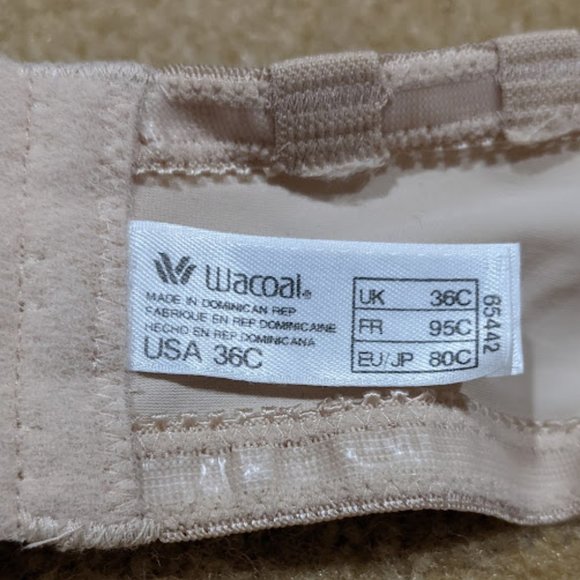 Wacoal®
MADE IN DOMINICAN REP
FABRIQUE EN REP DOMINICAINE
HECHO EN REP DOMINICANA
USA 36C
UK 36C
FR 95C
EU/JP 80C
65442